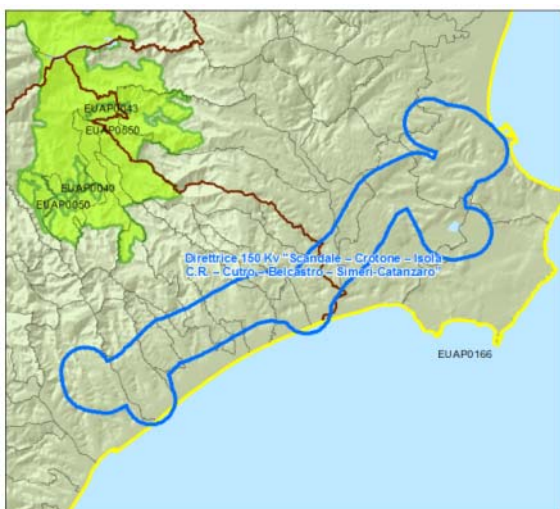 EUAP0043
EUAP0550
EUAP0040
EUAP0050
Direttrice 150 Kv "Scandale – Crotone – Isola
C.R. – Cutro – Belcastro – Simeri-Catanzaro"
EUAP0166